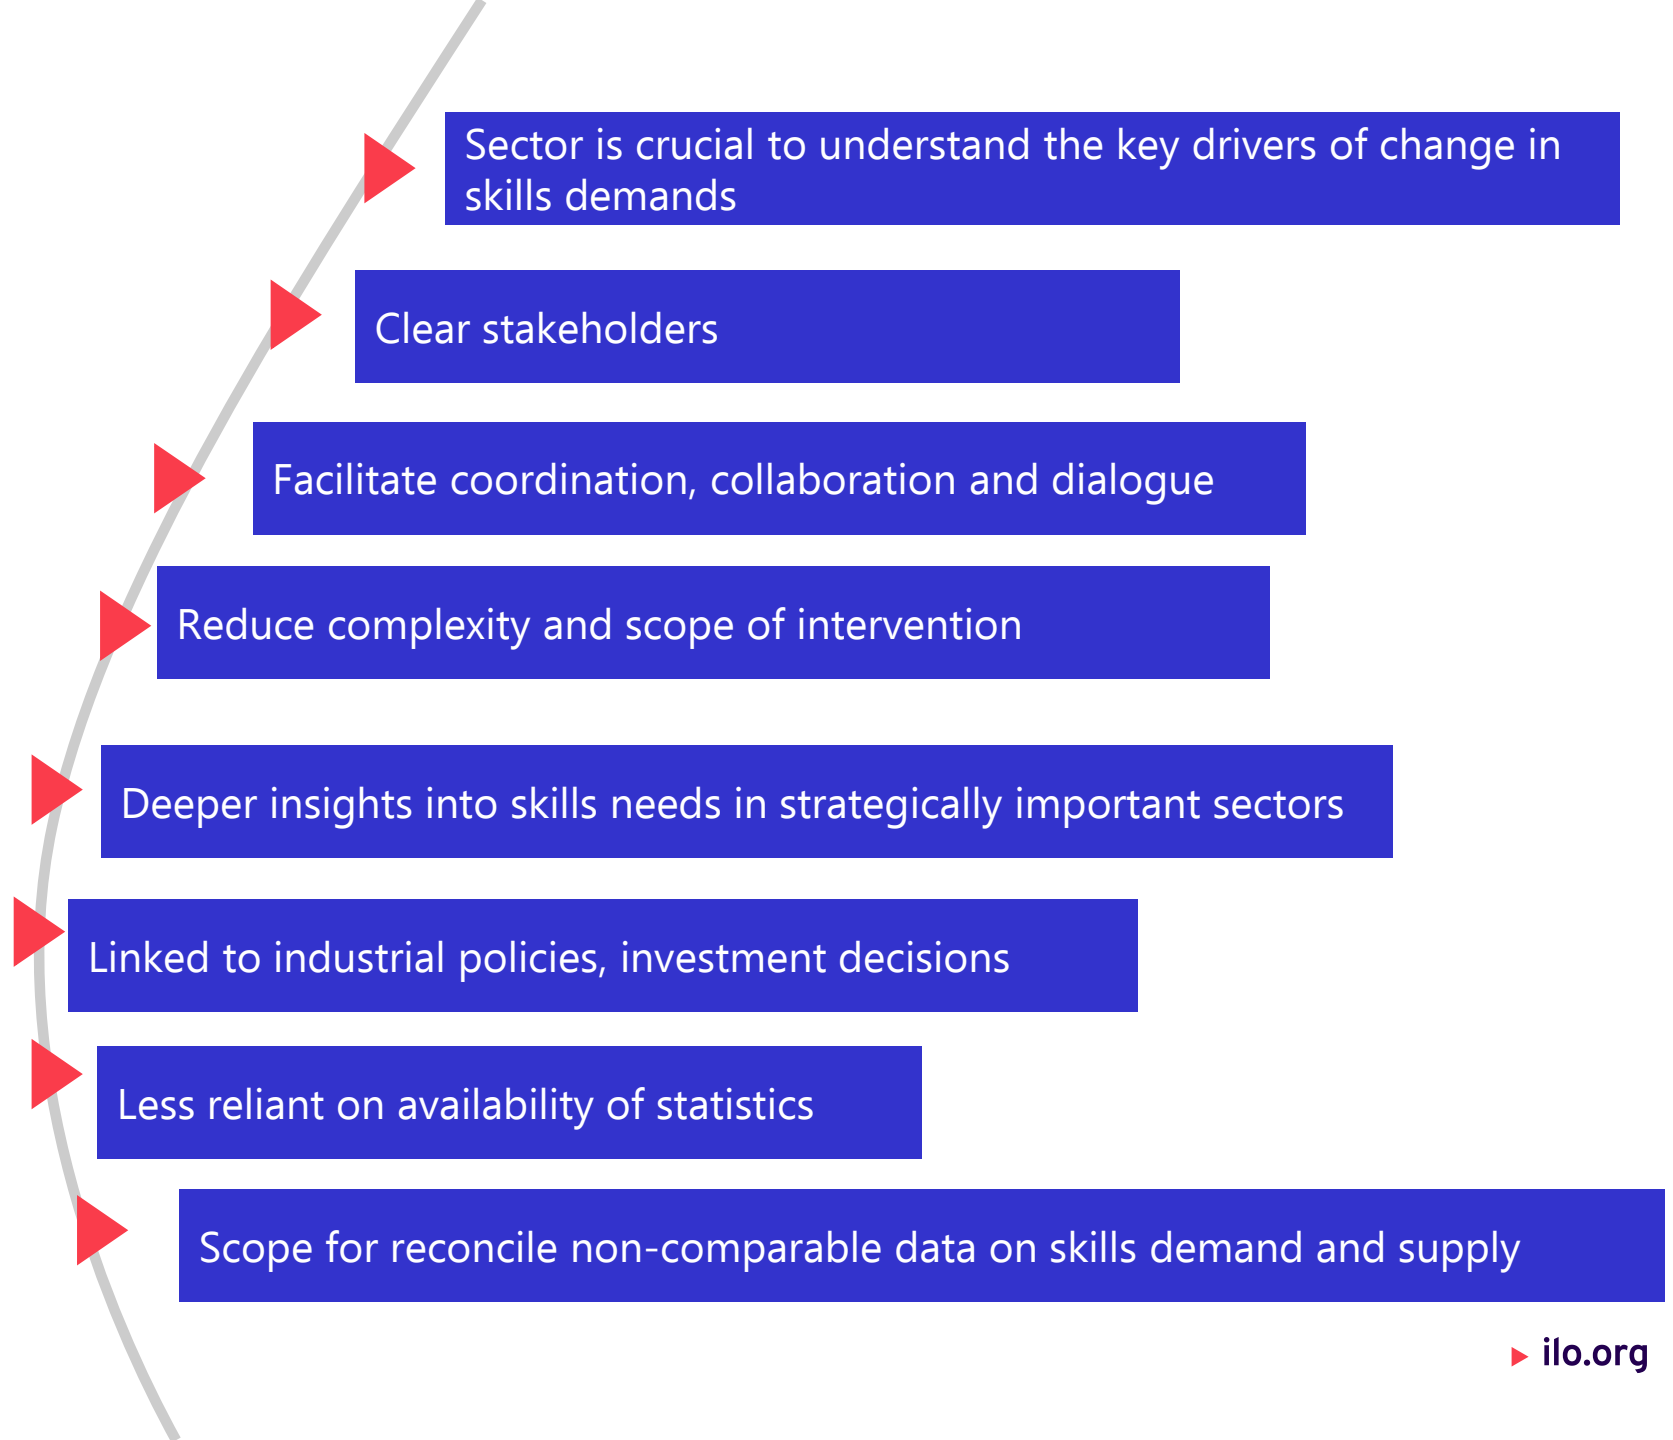 Sector is crucial to understand the key drivers of change in
skills demands
Clear stakeholders
Facilitate coordination, collaboration and dialogue
Reduce complexity and scope of intervention
Deeper insights into skills needs in strategically important sectors
Linked to industrial policies, investment decisions
Less reliant on availability of statistics
Scope for reconcile non-comparable data on skills demand and supply
ilo.org